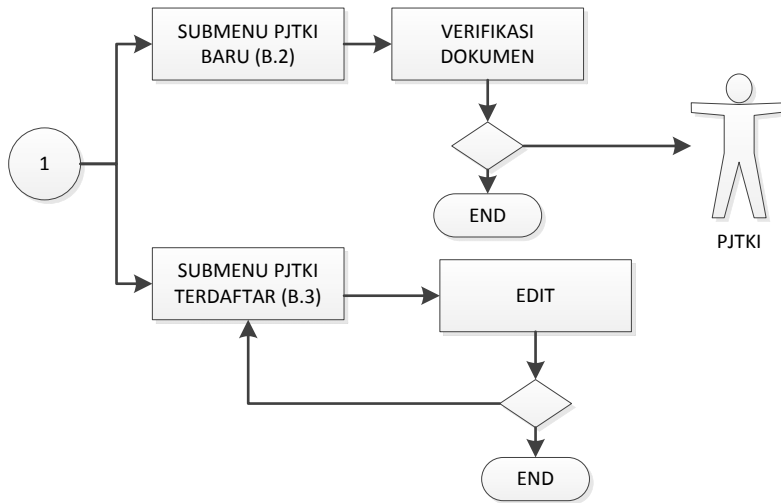 SUBMENU PJTKI
BARU (B.2)
VERIFIKASI
DOKUMEN
1
END
PJTKI
SUBMENU PJTKI
TERDAFTAR (B.3)
EDIT
END